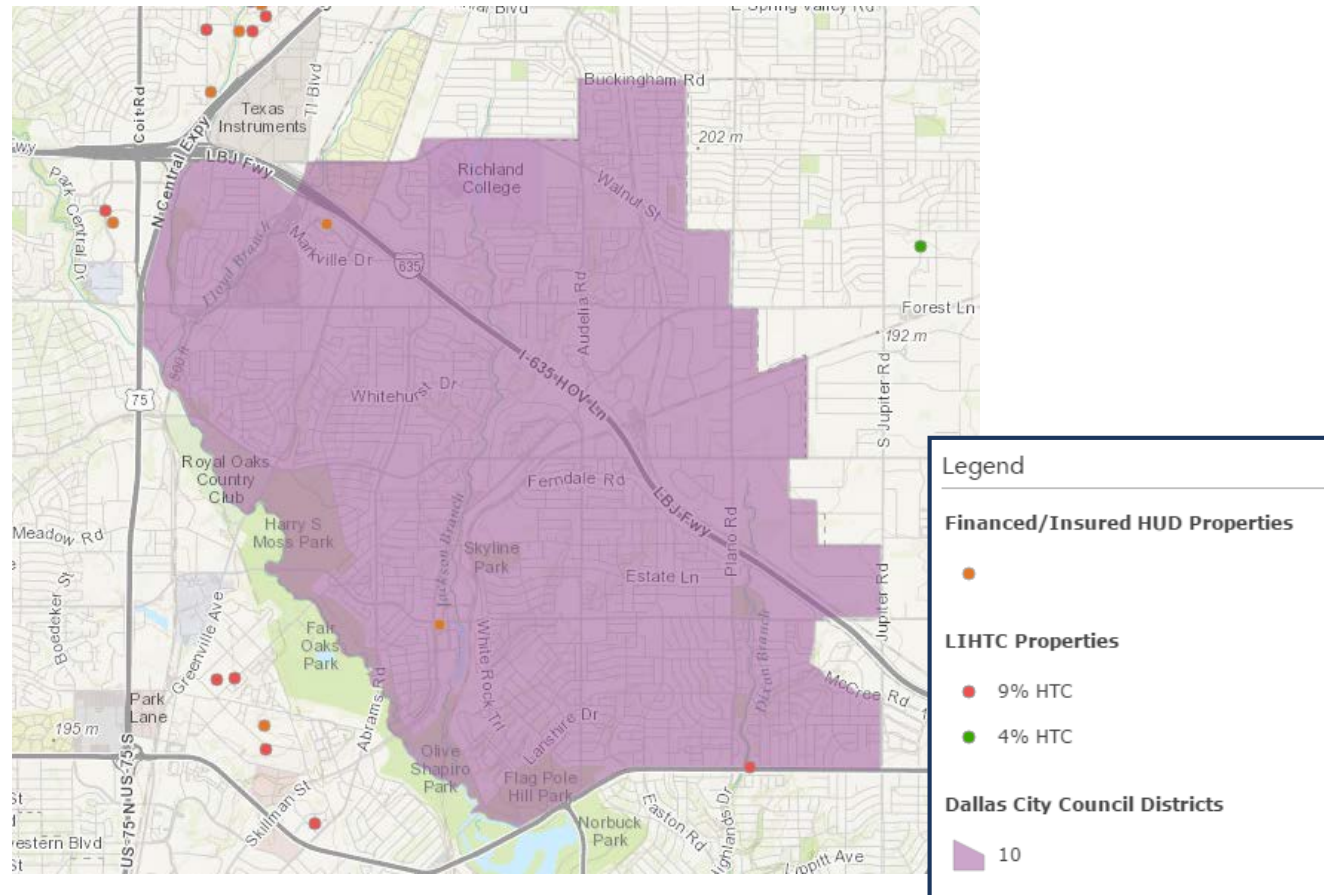 Buckingham Rd
Coit Rd
Texas
Instruments
TI Blvd
202 m
N Central Expy
LBJ Fwy
Richland
College
Park Central Dr
Walnut St
Floyd Branch
Markville Dr
635
Audelia Rd
Forest Ln
192 m
I-635-HOV-Ln
S Jupiter Rd
75
Whitehurst Dr
Royal Oaks
Country
Club
Ferndale Rd
LBJ-Fwy
Meadow Rd
Harry S
Moss Park
Jackson Branch
Skyline
Park
Plano Rd
Estate Ln
Boedeker St
Greenville Ave
Fair
Oaks
Park
White Rock Trl
Dixon Branch
Jupiter Rd
McCree Rd
Park
Lane
195 m
Abrams Rd
Lanshire Dr
Olive
Shapiro
Park
Flag Pole
Hill Park
US-75-N
US-75-S
Skillman St
Norbuck
Park
Easton Rd
Legend
Financed/Insured HUD Properties
LIHTC Properties
9% HTC
4% HTC
Dallas City Council Districts
10